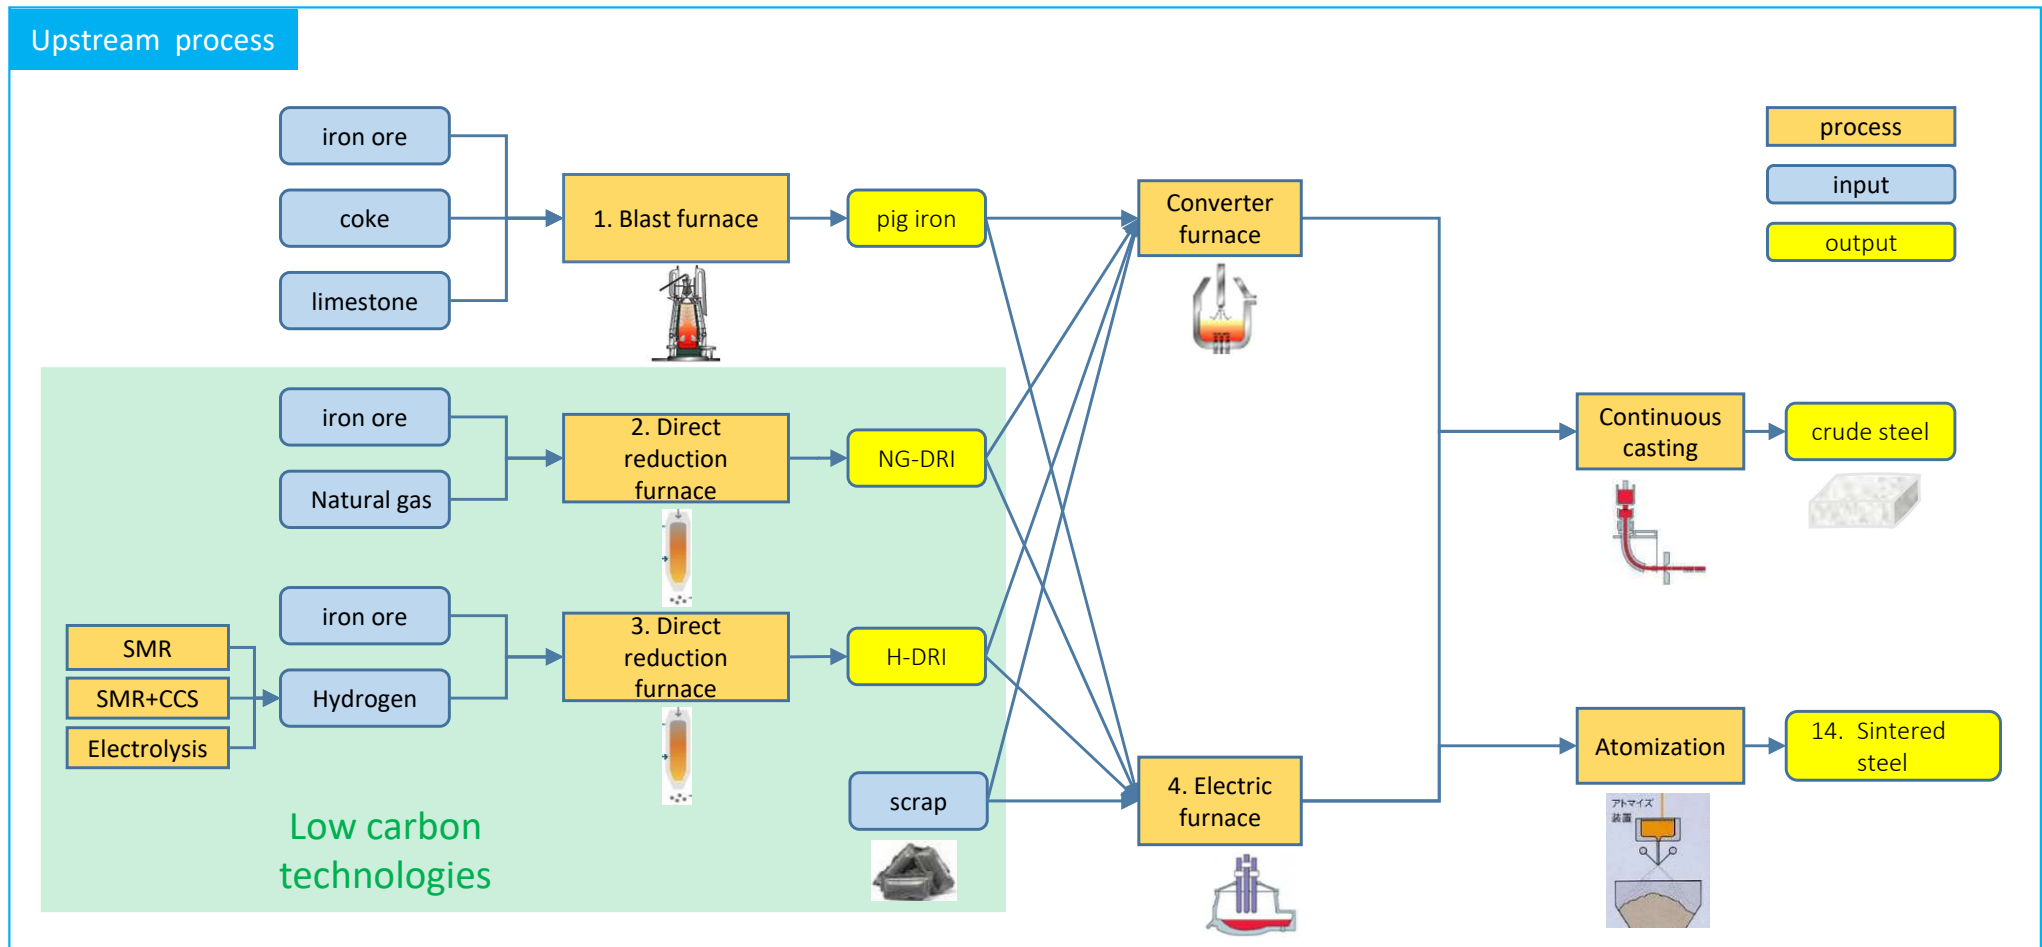 Upstream process
iron ore
coke
limestone
1. Blast furnace
pig iron
Converter
furnace
process
input
output
iron ore
Natural gas
2. Direct
reduction
furnace
NG-DRI
Continuous
casting
crude steel
SMR
SMR+CCS
Electrolysis
iron ore
Hydrogen
3. Direct
reduction
furnace
H-DRI
scrap
4. Electric
furnace
Atomization
14. Sintered
steel
アトマイズ
装置
Low carbon
technologies